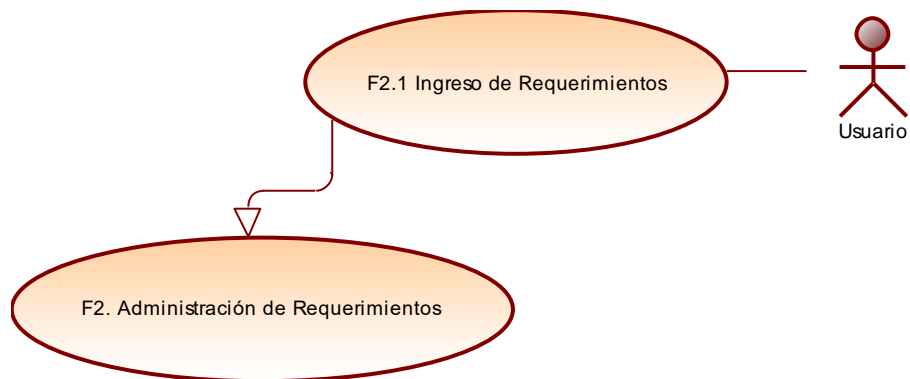 F2.1 Ingreso de Requerimientos
Usuario
F2. Administración de Requerimientos